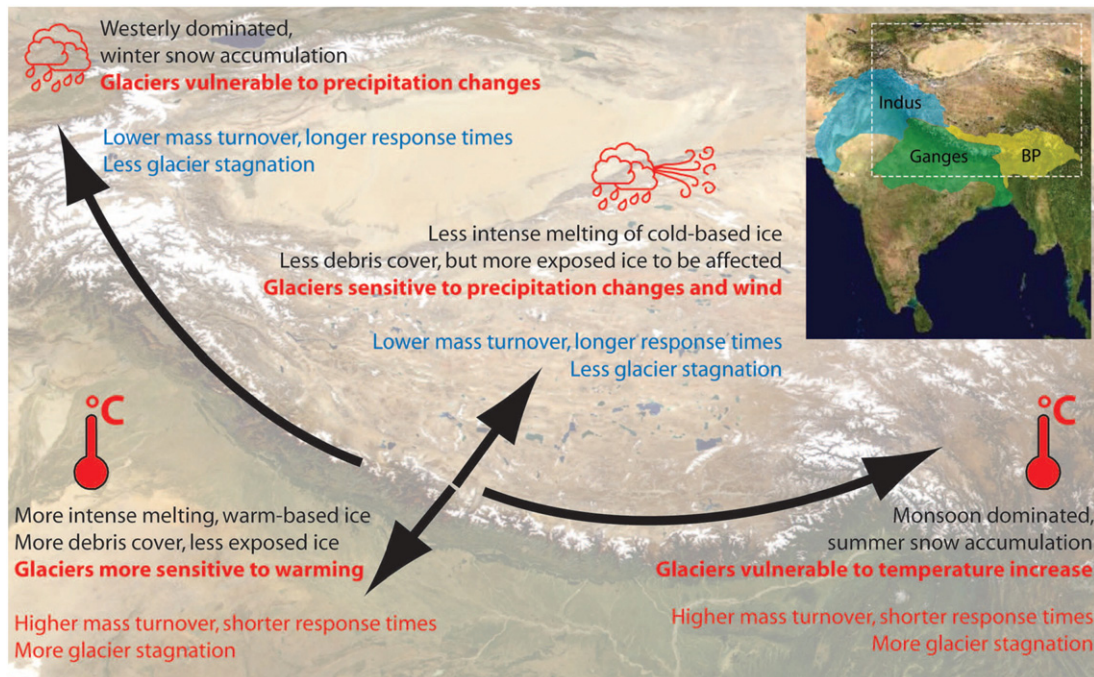 Westerly dominated,
winter snow accumulation
Glaciers vulnerable to precipitation changes
Lower mass turnover, longer response times
Less glacier stagnation
Indus
Ganges
BP
Less intense melting of cold-based ice
Less debris cover, but more exposed ice to be affected
Glaciers sensitive to precipitation changes and wind
Lower mass turnover, longer response times
Less glacier stagnation
°C
More intense melting, warm-based ice
More debris cover, less exposed ice
Glaciers more sensitive to warming
Higher mass turnover, shorter response times
More glacier stagnation
°C
Monsoon dominated,
summer snow accumulation
Glaciers vulnerable to temperature increase
Higher mass turnover, shorter response times
More glacier stagnation